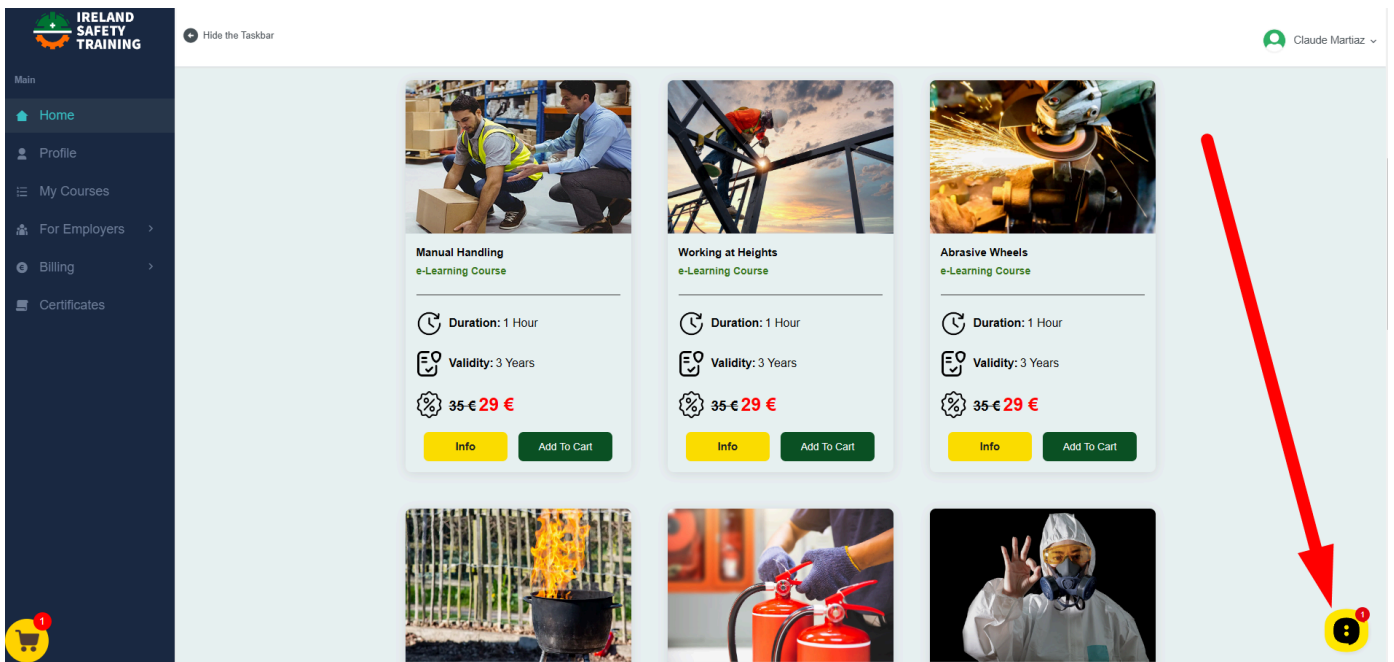 IRELAND
SAFETY
TRAINING
Hide the Taskbar
Claude Martiaz
Main
Home
Profile
My Courses
For Employers
Billing
Certificates
Manual Handling
e-Learning Course
Duration: 1 Hour
Validity: 3 Years
35 € 29 €
Info Add To Cart
Working at Heights
e-Learning Course
Duration: 1 Hour
Validity: 3 Years
35 € 29 €
Info Add To Cart
Abrasive Wheels
e-Learning Course
Duration: 1 Hour
Validity: 3 Years
35 € 29 €
Info Add To Cart
1
1